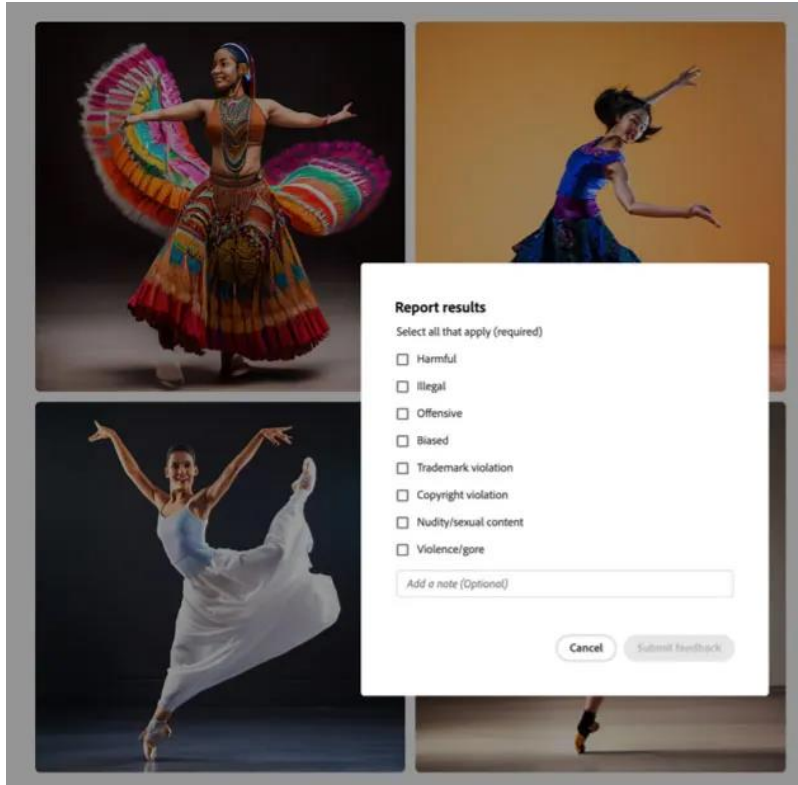 Report results
Select all that apply (required)
Harmful
Illegal
Offensive
Biased
Trademark violation
Copyright violation
Nudity/sexual content
Violence/gore
Add a note (Optional)
Cancel
Submit feedback